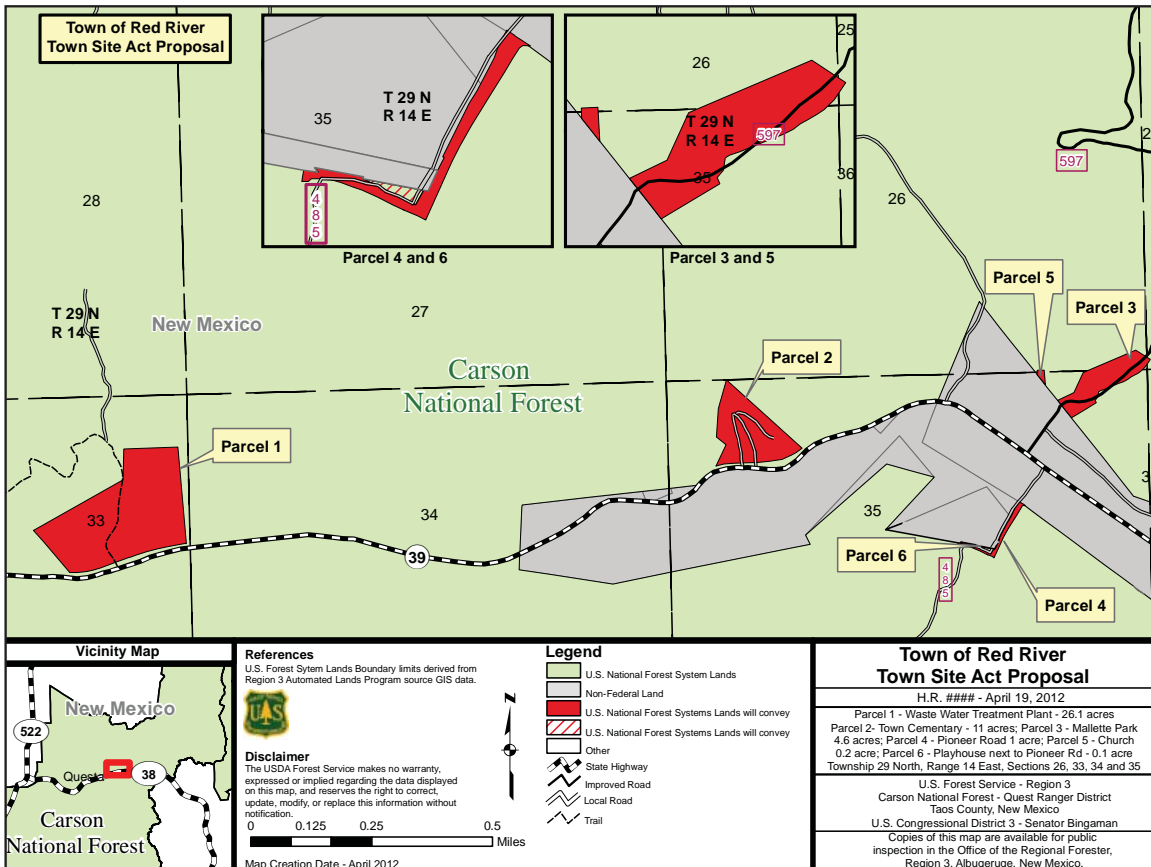 Town of Red River
Town Site Act Proposal
T 29 N
R 14 E
35
4
8
5
Parcel 4 and 6
25
26
T 29 N
R 14 E
597
35
36
Parcel 3 and 5
28
T 29 N
R 14 E
New Mexico
27
26
597
2
Carson
National Forest
Parcel 5
Parcel 3
Parcel 2
Parcel 1
33
34
39
35
3
Parcel 6
4
8
5
Parcel 4
Vicinity Map
New Mexico
522
Questa
38
Carson
National Forest
References
U.S. Forest Sytem Lands Boundary limits derived from
Region 3 Automated Lands Program source GIS data.
UAS
Disclaimer
The USDA Forest Service makes no warranty,
expressed or implied regarding the data displayed
on this map, and reserves the right to correct,
update, modify, or replace this information without
notification.
0 0.125 0.25 0.5
Miles
Map Creation Date - April 2012
N
Legend
U.S. National Forest System Lands
Non-Federal Land
U.S. National Forest Systems Lands will convey
U.S. National Forest Systems Lands will convey
Other
State Highway
Improved Road
Local Road
Trail
Town of Red River
Town Site Act Proposal
H.R. #### - April 19, 2012
Parcel 1 - Waste Water Treatment Plant - 26.1 acres
Parcel 2- Town Cementary - 11 acres; Parcel 3 - Mallette Park
4.6 acres; Parcel 4 - Pioneer Road 1 acre; Parcel 5 - Church
0.2 acre; Parcel 6 - Playhouse next to Pioneer Rd - 0.1 acre
Township 29 North, Range 14 East, Sections 26, 33, 34 and 35
U.S. Forest Service - Region 3
Carson National Forest - Quest Ranger District
Taos County, New Mexico
U.S. Congressional District 3 - Senator Bingaman
Copies of this map are available for public
inspection in the Office of the Regional Forester,
Region 3, Albuqeruqe, New Mexico.